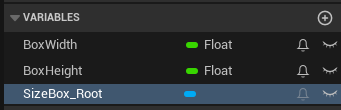 VARIABLES
BoxWidth Float
BoxHeight Float
SizeBox_Root